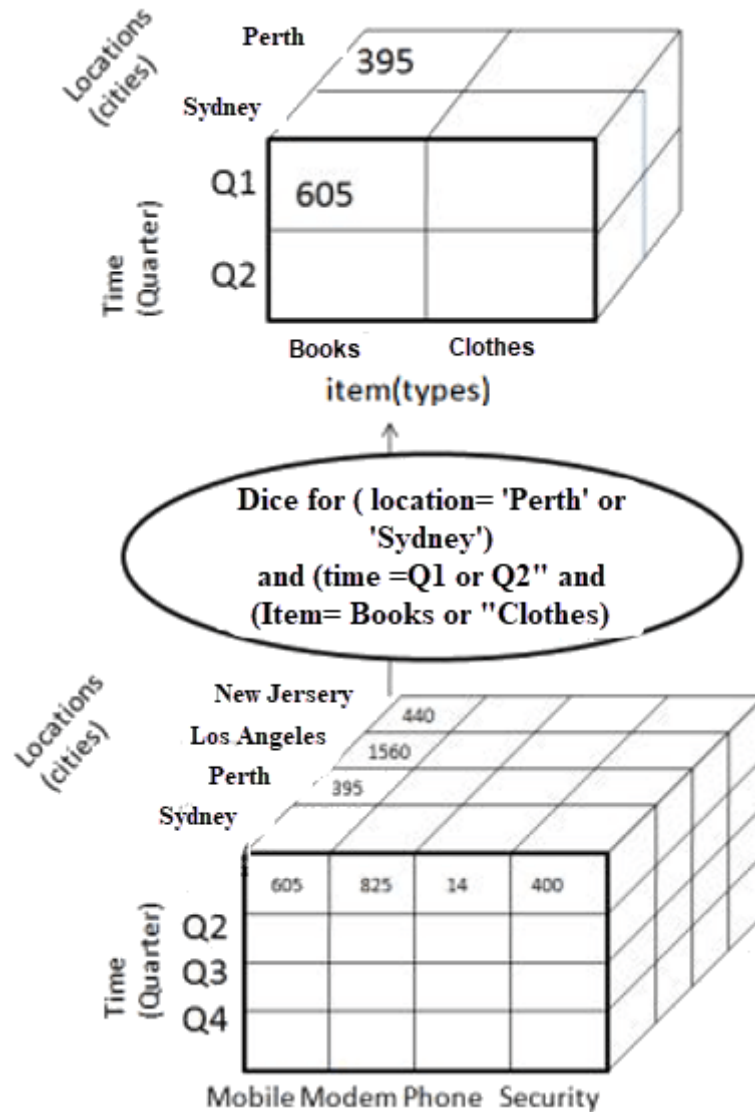 Locations
(cities)
Perth
395
Sydney
Time
(Quarter)
Q1
605
Q2
Books Clothes
item(types)
Dice for ( location= 'Perth' or
'Sydney')
and (time =Q1 or Q2" and
(Item= Books or "Clothes)
Locations
(cities)
New Jersery
440
Los Angeles
1560
Perth
395
Sydney
605 825 14 400
Time
(Quarter)
Q2
Q3
Q4
Mobile Modem Phone Security